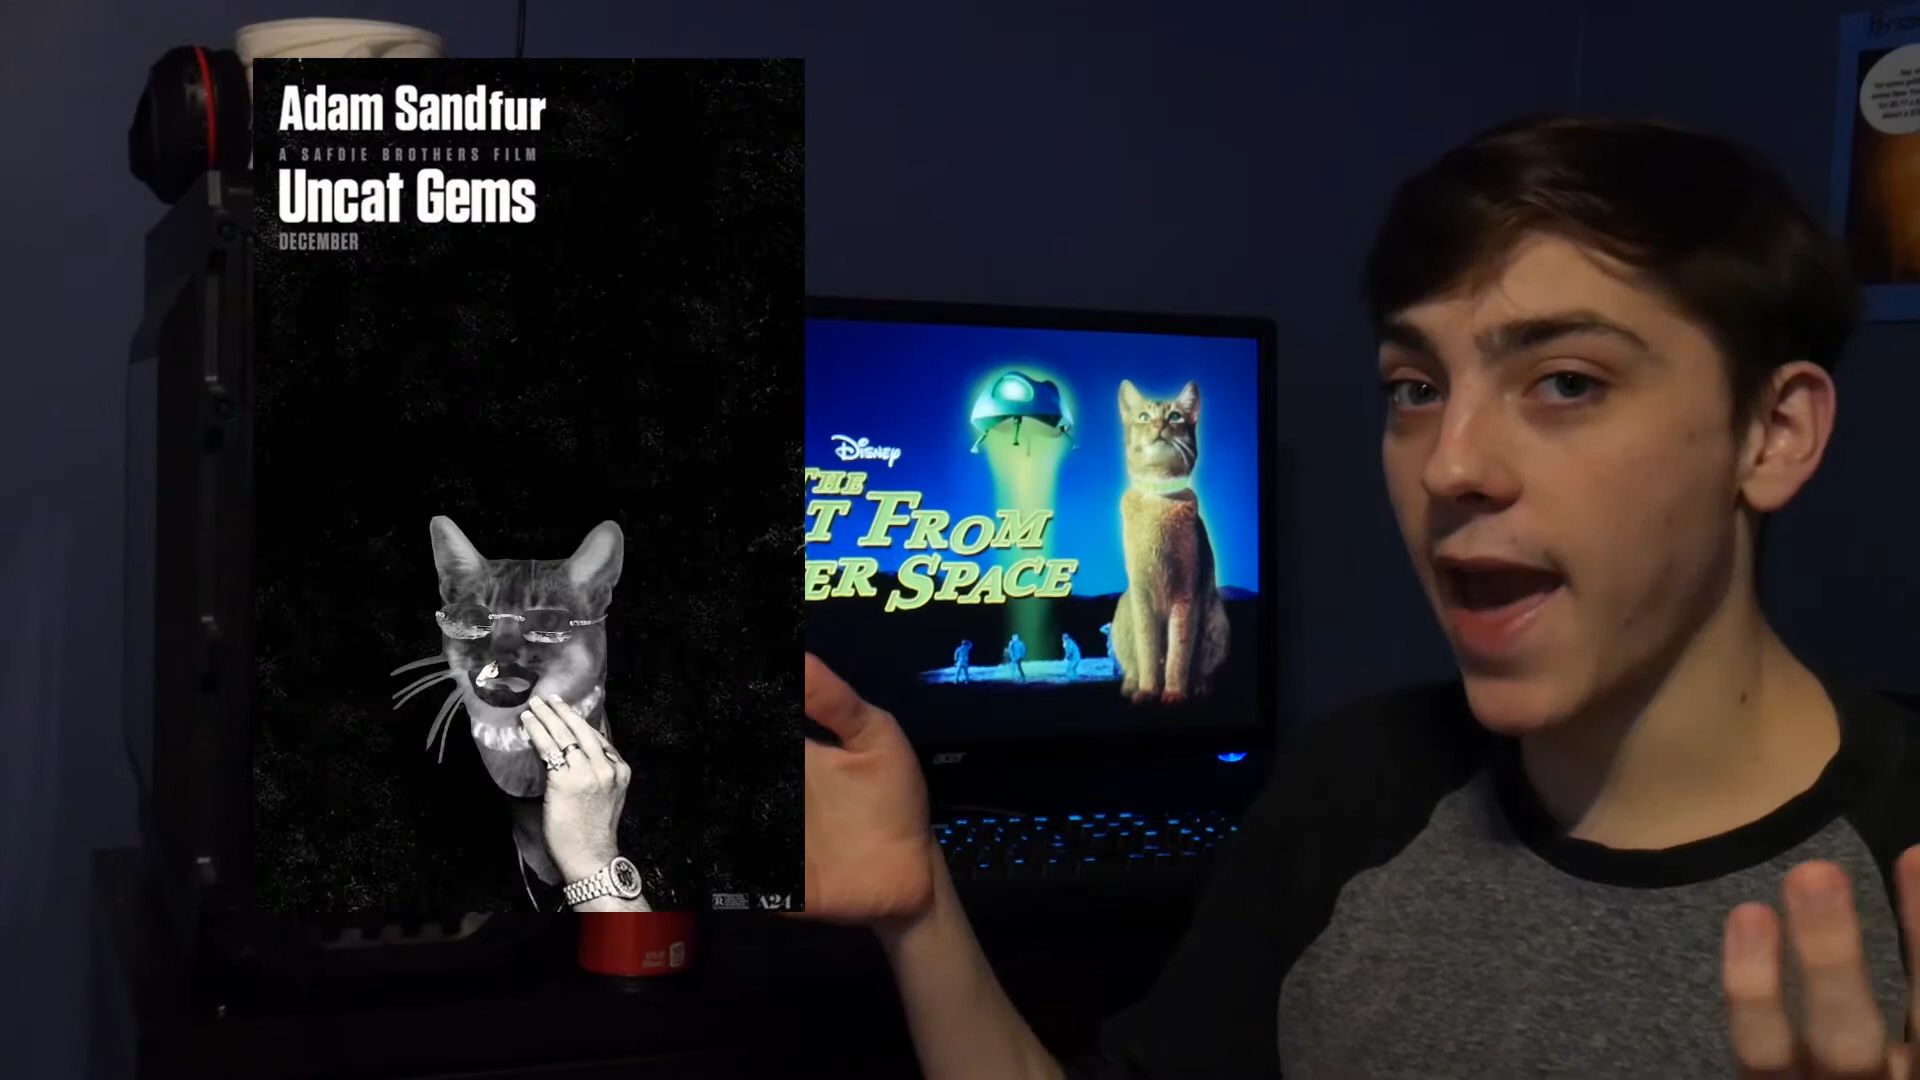 Adam Sandfur
A SAFDIE BROTHERS FILM
Uncat Gems
DECEMBER
R
A24
Disney
THE
T FROM
ER SPACE
acer